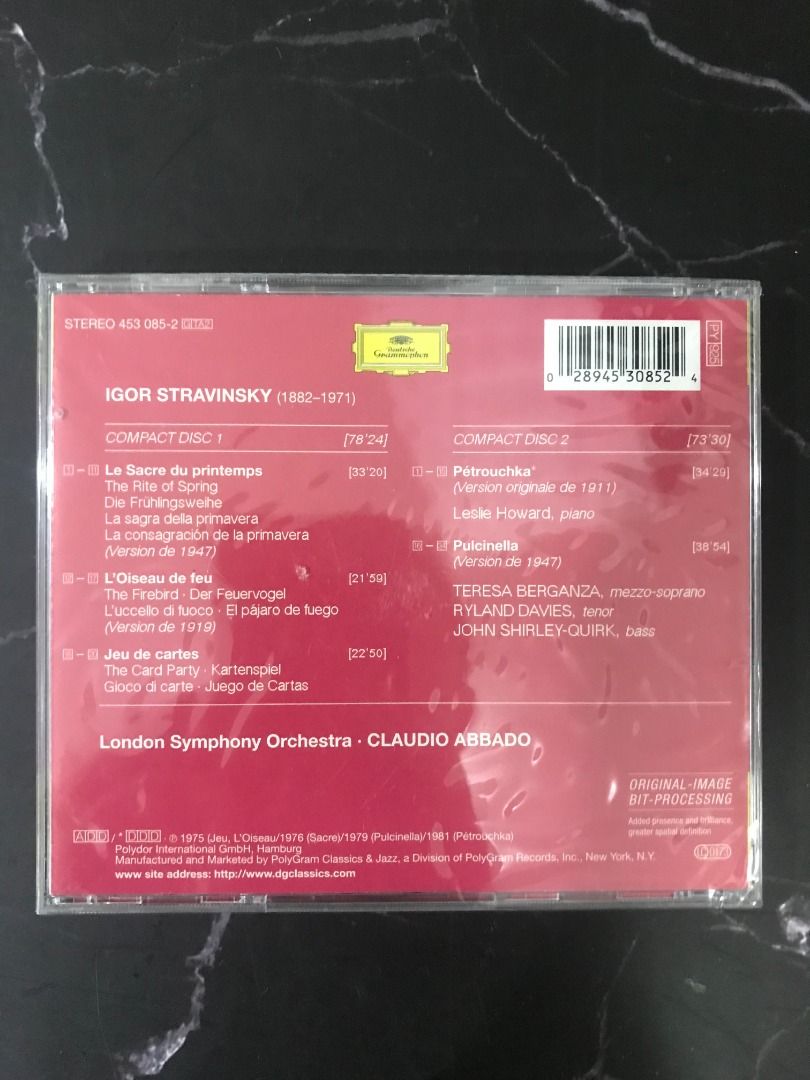 STEREO 453 085-2 GITA2
Deutsche
Grammophon
PY 925
0 28945 30852 4
IGOR STRAVINSKY (1882–1971)
COMPACT DISC 1 [78'24]
Le Sacre du printemps [33'20]
The Rite of Spring
Die Frühlingsweihe
La sagra della primavera
La consagración de la primavera
(Version de 1947)
L'Oiseau de feu [21'59]
The Firebird · Der Feuervogel
L'uccello di fuoco · El pájaro de fuego
(Version de 1919)
Jeu de cartes [22'50]
The Card Party · Kartenspiel
Gioco di carte · Juego de Cartas
COMPACT DISC 2 [73'30]
Pétrouchka* [34'29]
(Version originale de 1911)
Leslie Howard, piano
Pulcinella [38'54]
(Version de 1947)
TERESA BERGANZA, mezzo-soprano
RYLAND DAVIES, tenor
JOHN SHIRLEY-QUIRK, bass
London Symphony Orchestra · CLAUDIO ABBADO
ORIGINAL-IMAGE
BIT-PROCESSING
Added presence and brilliance,
greater spatial definition
ADD / * DDD · ℗ 1975 (Jeu, L'Oiseau/1976 (Sacre)/1979 (Pulcinella)/1981 (Pétrouchka)
Polydor International GmbH, Hamburg
Manufactured and Marketed by PolyGram Classics & Jazz, a Division of PolyGram Records, Inc., New York, N.Y.
www site address: http://www.dgclassics.com